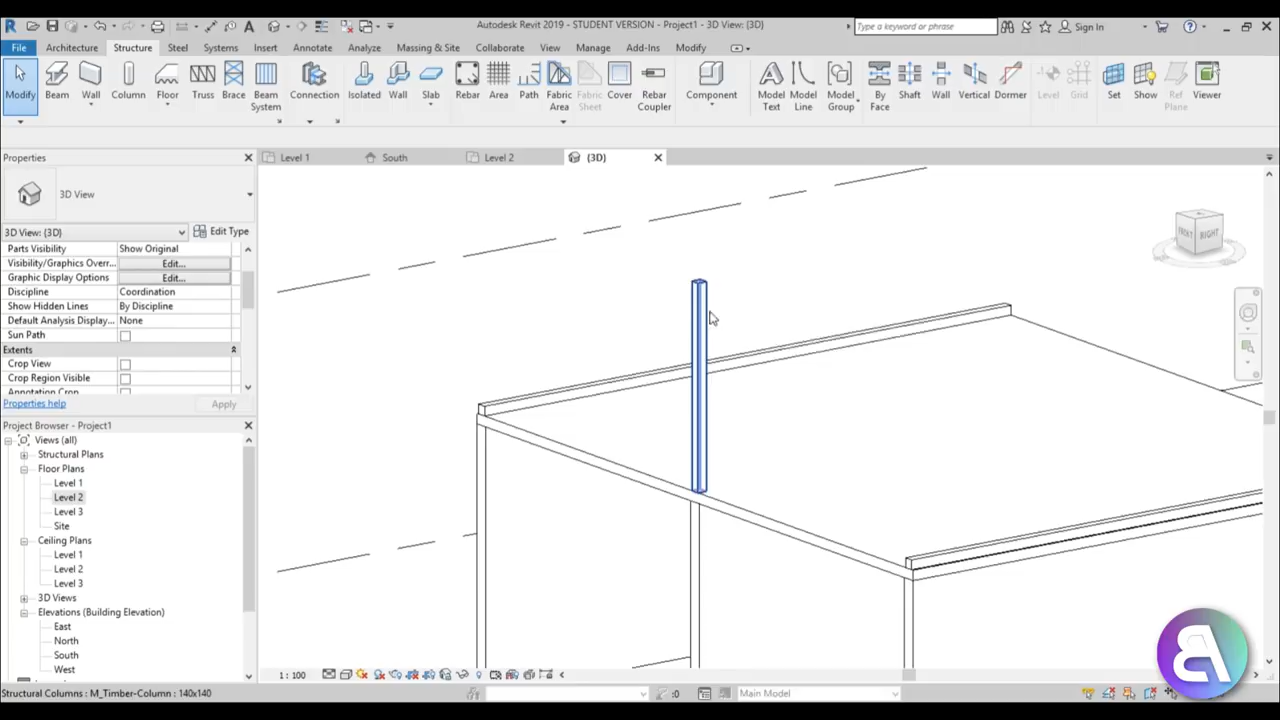 Autodesk Revit 2019 - STUDENT VERSION - Project1 - 3D View: {3D}
Type a keyword or phrase
Sign In
File Architecture Structure Steel Systems Insert Annotate Analyze Massing & Site Collaborate View Manage Add-Ins Modify
Modify Beam Wall Column Floor Truss Brace Beam System Connection Isolated Wall Slab Rebar Area Path Fabric Area Fabric Sheet Cover Rebar Coupler Component Model Text Model Line Model Group By Face Shaft Wall Vertical Dormer Level Grid Set Show Ref Plane Viewer
Properties
Level 1 South Level 2 {3D}
3D View
3D View: {3D} Edit Type
Parts Visibility Show Original
Visibility/Graphics Overr... Edit...
Graphic Display Options Edit...
Discipline Coordination
Show Hidden Lines By Discipline
Default Analysis Display... None
Sun Path
Extents
Crop View
Crop Region Visible
Annotation Crop
Properties help Apply
Project Browser - Project1
Views (all)
Structural Plans
Floor Plans
Level 1
Level 2
Level 3
Site
Ceiling Plans
Level 1
Level 2
Level 3
3D Views
Elevations (Building Elevation)
East
North
South
West
FRONT RIGHT
1 : 100
Structural Columns : M_Timber-Column : 140x140
:0 Main Model